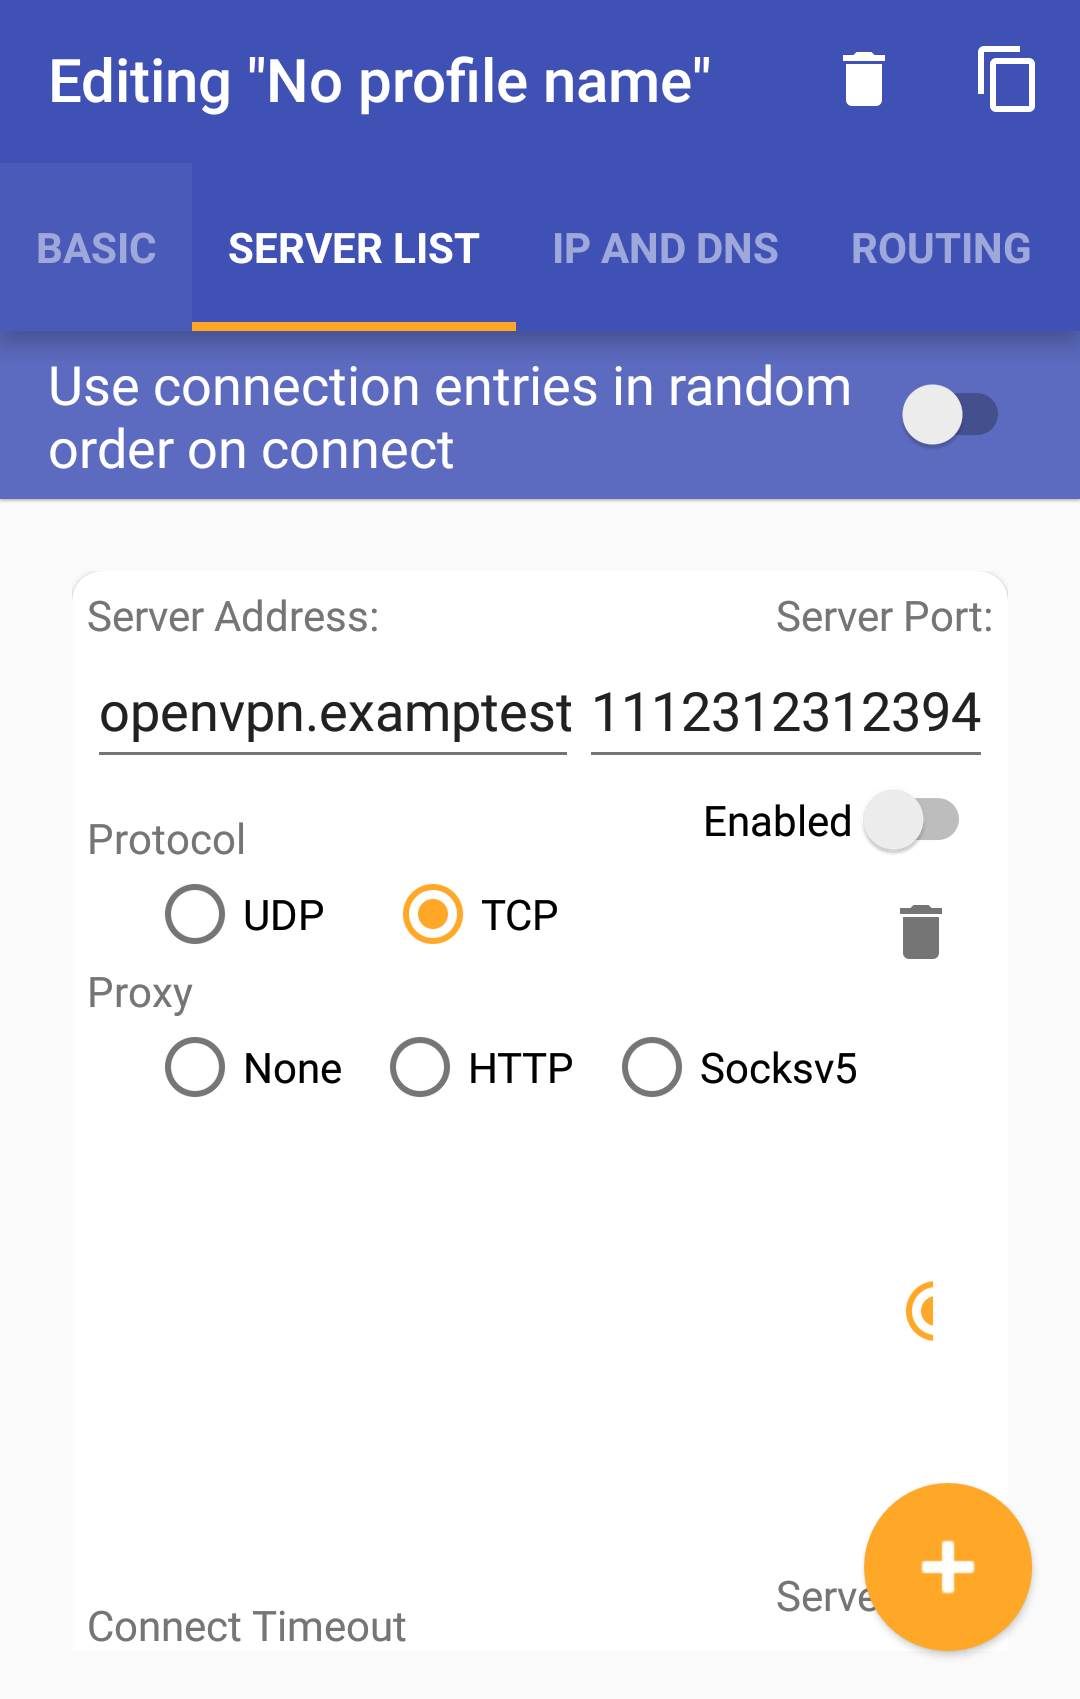 Editing "No profile name"
BASIC SERVER LIST IP AND DNS ROUTING
Use connection entries in random
order on connect
Server Address: Server Port:
openvpn.examptest 1112312312394
Enabled
Protocol
UDP TCP
Proxy
None HTTP Socksv5
Serve
Connect Timeout